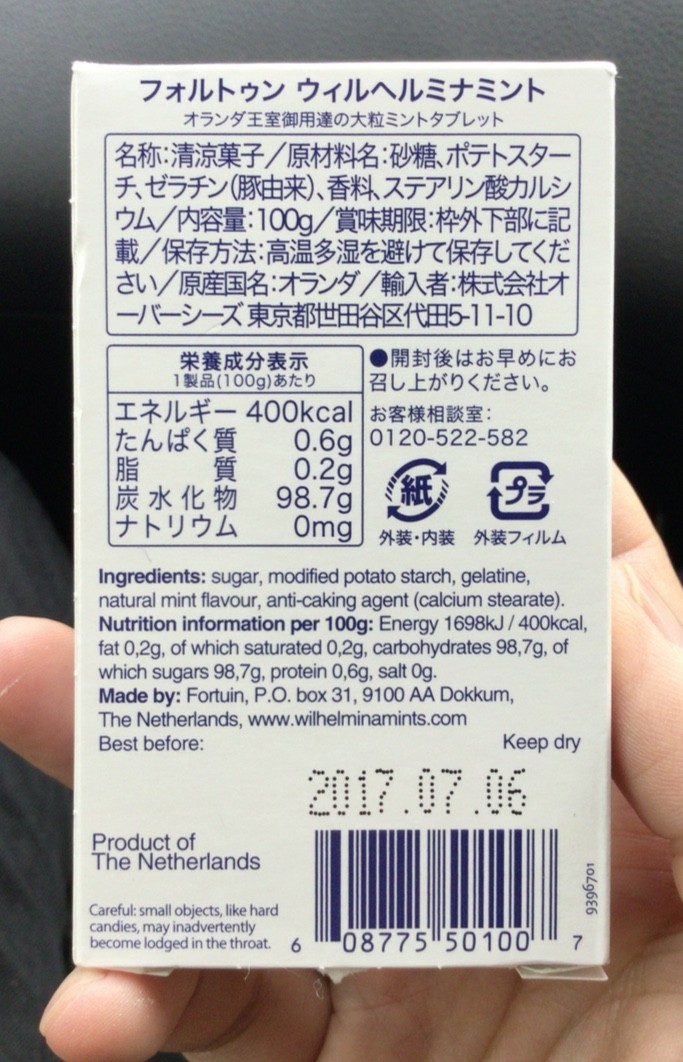 フォルトゥン ウィルヘルミナミント
オランダ王室御用達の大粒ミントタブレット
名称:清涼菓子/原材料名:砂糖、ポテトスター
チ、ゼラチン(豚由来)、香料、ステアリン酸カルシ
ウム/内容量:100g/賞味期限:枠外下部に記
載/保存方法:高温多湿を避けて保存してくだ
さい/原産国名:オランダ/輸入者:株式会社オ
ーバーシーズ 東京都世田谷区代田5-11-10
栄養成分表示
1製品(100g)あたり
エネルギー 400kcal
たんぱく質 0.6g
脂質 0.2g
炭水化物 98.7g
ナトリウム 0mg
●開封後はお早めにお
召し上がりください。
お客様相談室:
0120-522-582
紙
外装・内装
プラ
外装フィルム
Ingredients: sugar, modified potato starch, gelatine,
natural mint flavour, anti-caking agent (calcium stearate).
Nutrition information per 100g: Energy 1698kJ / 400kcal,
fat 0,2g, of which saturated 0,2g, carbohydrates 98,7g, of
which sugars 98,7g, protein 0,6g, salt 0g.
Made by: Fortuin, P.O. box 31, 9100 AA Dokkum,
The Netherlands, www.wilhelminamints.com
Best before: Keep dry
2017.07.06
Product of
The Netherlands
Careful: small objects, like hard
candies, may inadvertently
become lodged in the throat.
6 08775 50100 7
9396701